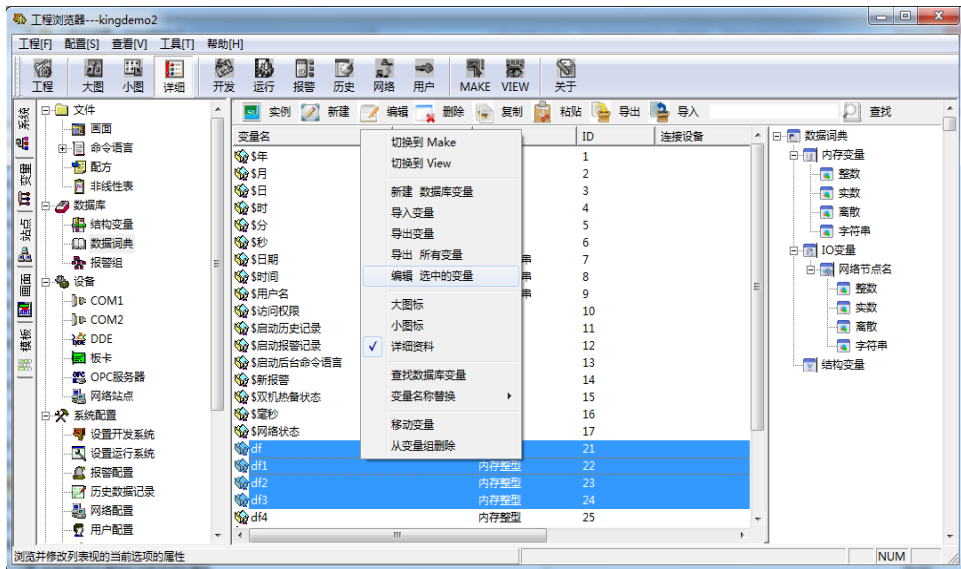 工程浏览器---kingdemo2
工程[F] 配置[S] 查看[V] 工具[T] 帮助[H]
工程 大图 小图 详细 开发 运行 报警 历史 网络 用户 MAKE VIEW 关于
系统
变量
站点
画面
模板
文件
画面
命令语言
配方
非线性表
数据库
结构变量
数据词典
报警组
设备
COM1
COM2
DDE
板卡
OPC服务器
网络站点
系统配置
设置开发系统
设置运行系统
报警配置
历史数据记录
网络配置
用户配置
实例 新建 编辑 删除 复制 粘贴 导出 导入 查找
变量名 ID 连接设备
$年 1
$月 2
$日 3
$时 4
$分 5
$秒 6
$日期 串 7
$时间 串 8
$用户名 串 9
$访问权限 10
$启动历史记录 11
$启动报警记录 12
$启动后台命令语言 13
$新报警 14
$双机热备状态 15
$毫秒 16
$网络状态 17
df 21
df1 内存整型 22
df2 内存整型 23
df3 内存整型 24
df4 内存整型 25
切换到 Make
切换到 View
新建 数据库变量
导入变量
导出变量
导出 所有变量
编辑 选中的变量
大图标
小图标
详细资料
查找数据库变量
变量名称替换
移动变量
从变量组删除
数据词典
内存变量
整数
实数
离散
字符串
IO变量
网络节点名
整数
实数
离散
字符串
结构变量
浏览并修改列表视的当前选项的属性
NUM